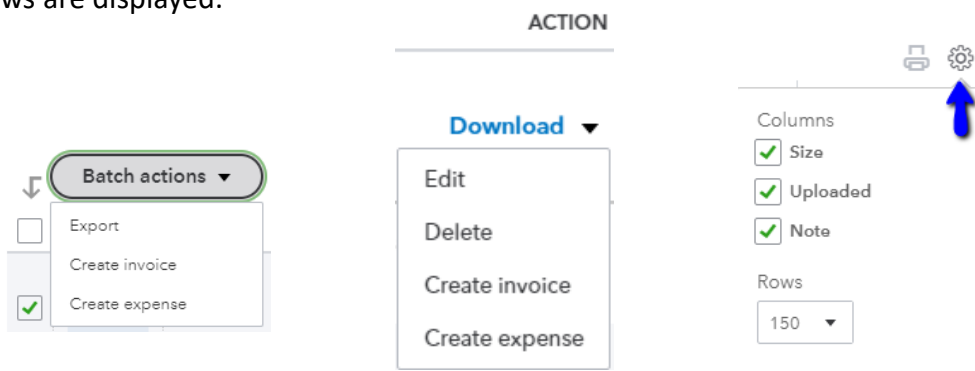 ws are displayed:
Batch actions
Export
Create invoice
Create expense
ACTION
Download
Edit
Delete
Create invoice
Create expense
Columns
Size
Uploaded
Note
Rows
150